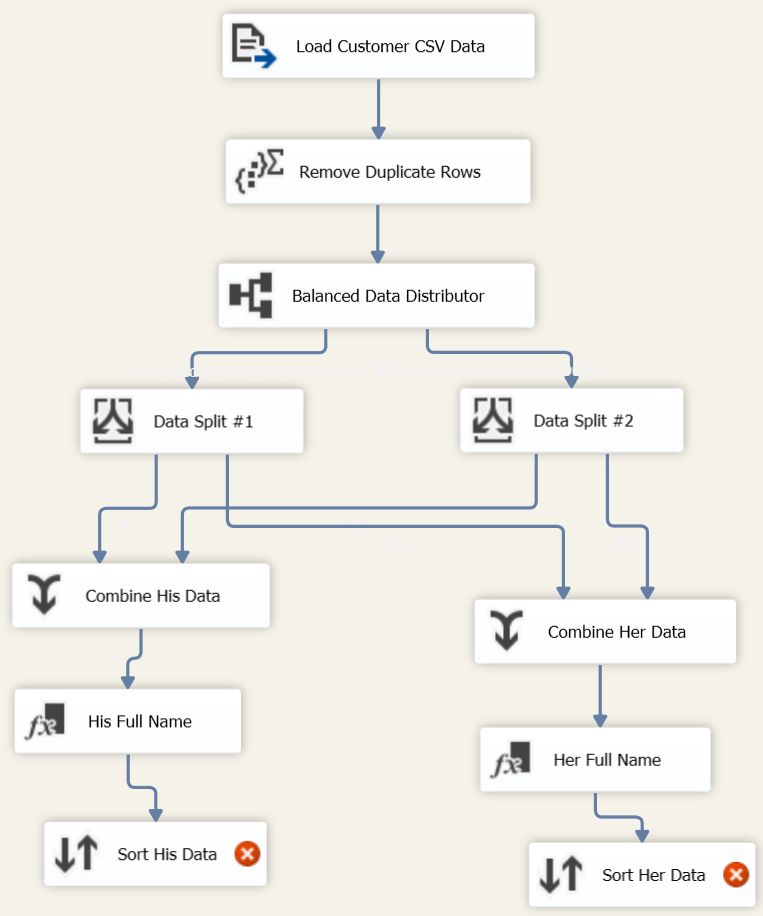 Load Customer CSV Data
Remove Duplicate Rows
Balanced Data Distributor
Data Split #1
Data Split #2
Combine His Data
Combine Her Data
His Full Name
Her Full Name
Sort His Data
Sort Her Data